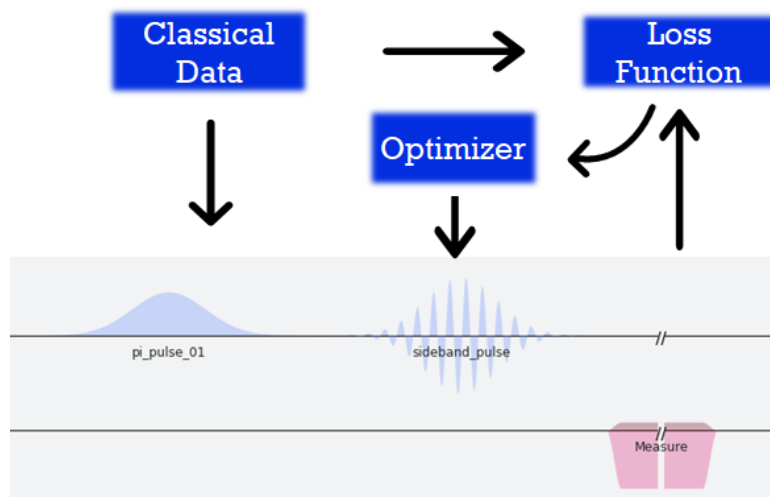 Classical
Data
Loss
Function
Optimizer
pi_pulse_01
sideband_pulse
Measure